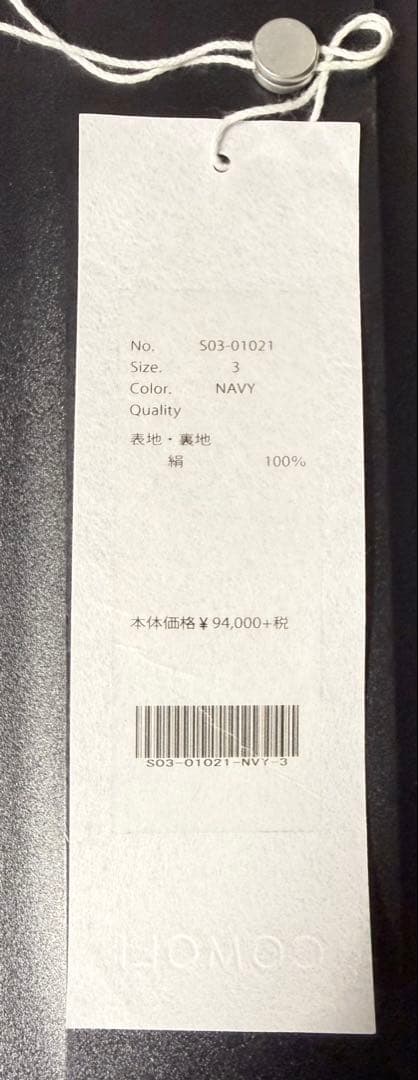 No. S03-01021
Size. 3
Color. NAVY
Quality
表地・裏地
絹 100%
本体価格¥94,000+税
S03-01021-NVY-3
COMOLI